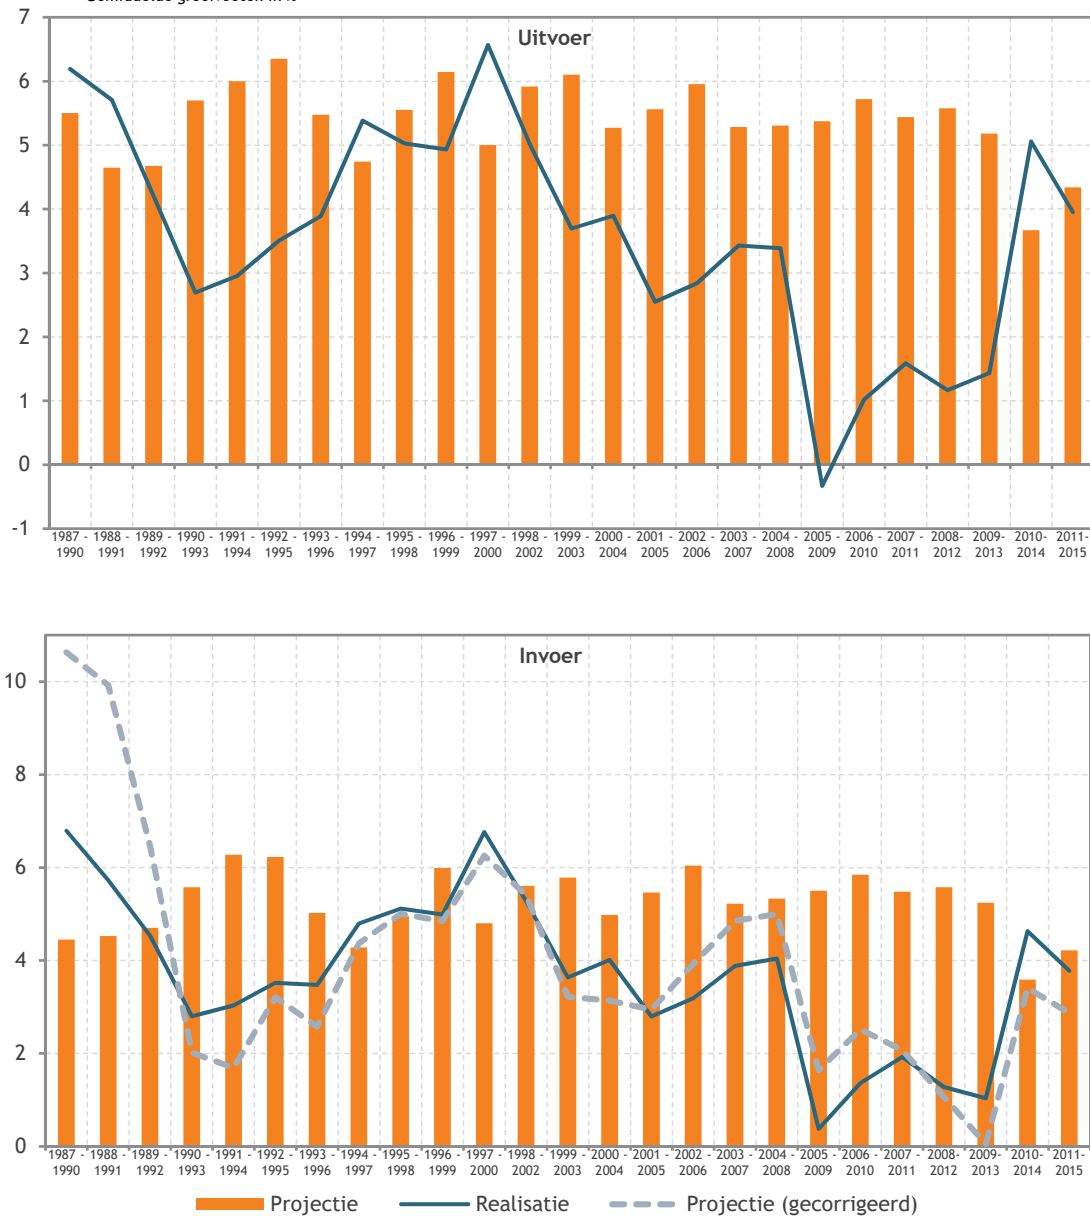 Gemiddelde groeivoeten in %
7
Uitvoer
6
5
4
3
2
1
0
-1
1987 - 1988 - 1989 - 1990 - 1991 - 1992 - 1993 - 1994 - 1995 - 1996 - 1997 - 1998 - 1999 - 2000 - 2001 - 2002 - 2003 - 2004 - 2005 - 2006 - 2007 - 2008- 2009- 2010- 2011-
1990 1991 1992 1993 1994 1995 1996 1997 1998 1999 2000 2002 2003 2004 2005 2006 2007 2008 2009 2010 2011 2012 2013 2014 2015
Invoer
10
8
6
4
2
0
1987 - 1988 - 1989 - 1990 - 1991 - 1992 - 1993 - 1994 - 1995 - 1996 - 1997 - 1998 - 1999 - 2000 - 2001 - 2002 - 2003 - 2004 - 2005 - 2006 - 2007 - 2008- 2009- 2010- 2011-
1990 1991 1992 1993 1994 1995 1996 1997 1998 1999 2000 2002 2003 2004 2005 2006 2007 2008 2009 2010 2011 2012 2013 2014 2015
Projectie Realisatie Projectie (gecorrigeerd)